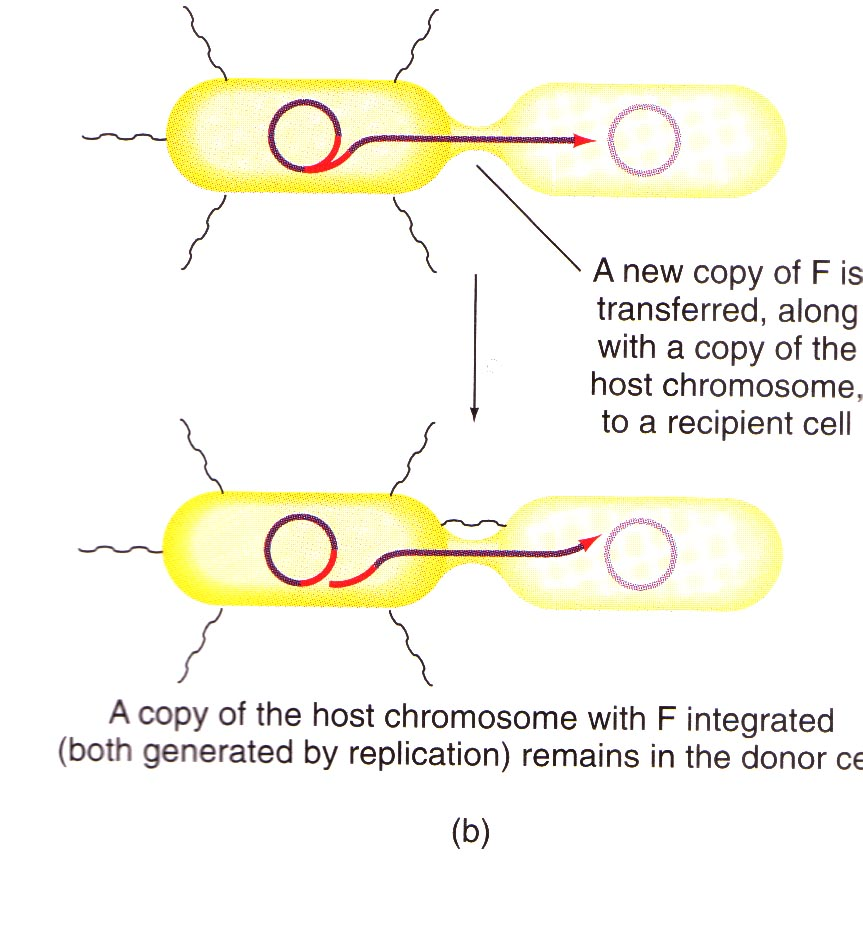 A new copy of F is
transferred, along
with a copy of the
host chromosome,
to a recipient cell
A copy of the host chromosome with F integrated
(both generated by replication) remains in the donor ce
(b)